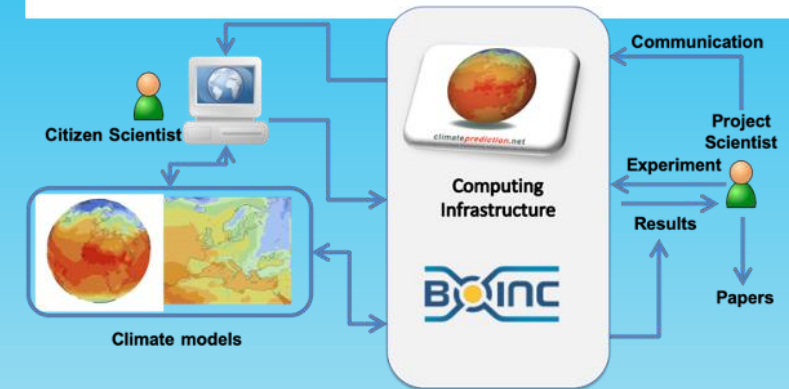 Communication
Citizen Scientist
climateprediction.net
Project
Scientist
Computing
Infrastructure
Experiment
Results
BOINC
Papers
Climate models